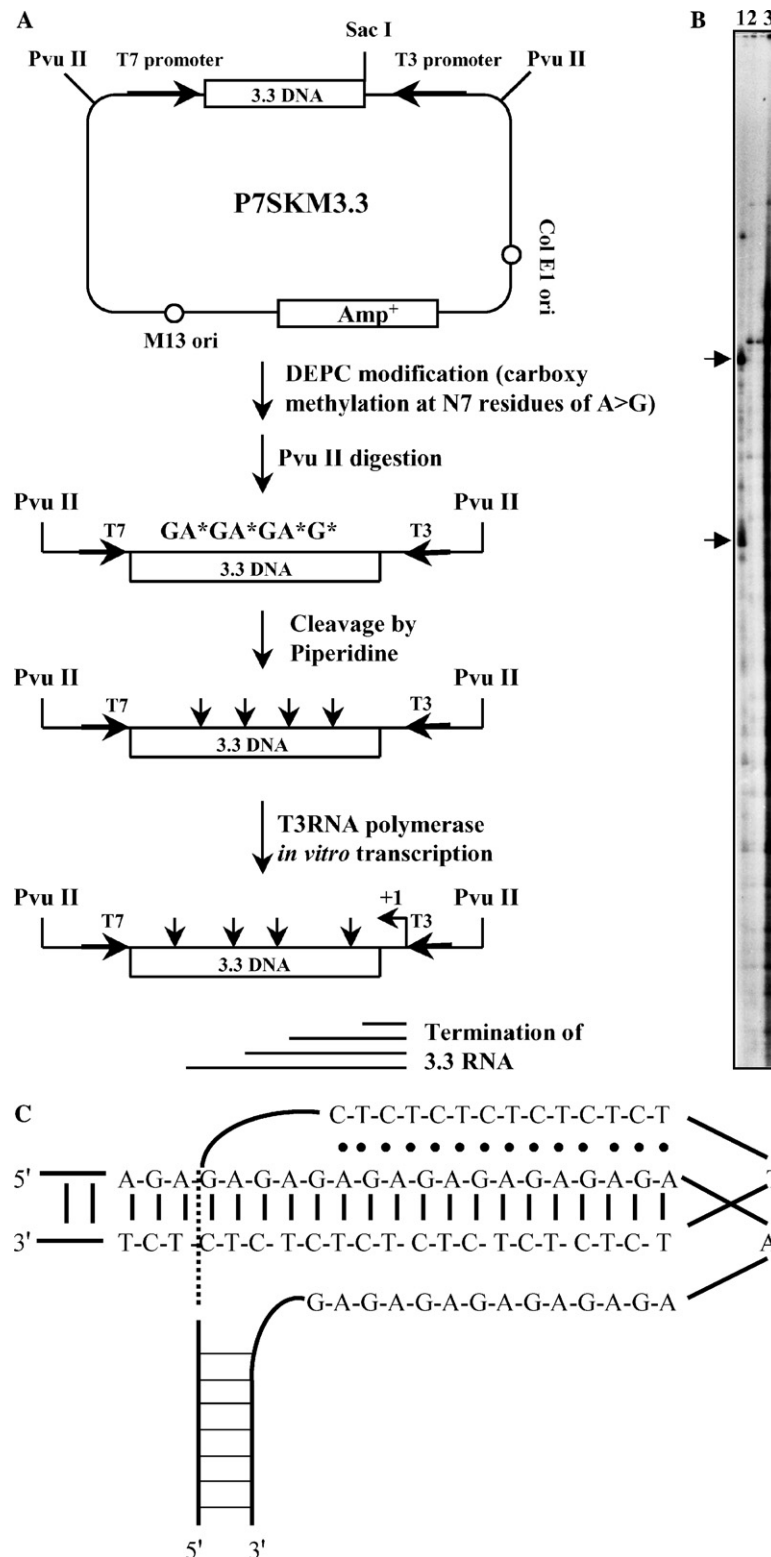 A
B
12 3
Sac I
Pvu II
T7 promoter
T3 promoter
Pvu II
3.3 DNA
P7SKM3.3
Col E1 ori
Amp+
M13 ori
DEPC modification (carboxy
methylation at N7 residues of A>G)
Pvu II digestion
Pvu II
Pvu II
T7
GA*GA*GA*G*
T3
3.3 DNA
Cleavage by
Piperidine
Pvu II
Pvu II
T7
T3
3.3 DNA
T3RNA polymerase
in vitro transcription
Pvu II
+1
Pvu II
T7
T3
3.3 DNA
Termination of
3.3 RNA
C
C-T-C-T-C-T-C-T-C-T-C-T-C-T
5' A-G-A-G-A-G-A-G-A-G-A-G-A-G-A-G-A-G-A-G-A
T
3' T-C-T-C-T-C- T-C-T-C-T- C-T-C- T-C-T- C-T-C- T
A
G-A-G-A-G-A-G-A-G-A-G-A-G-A
5' 3'